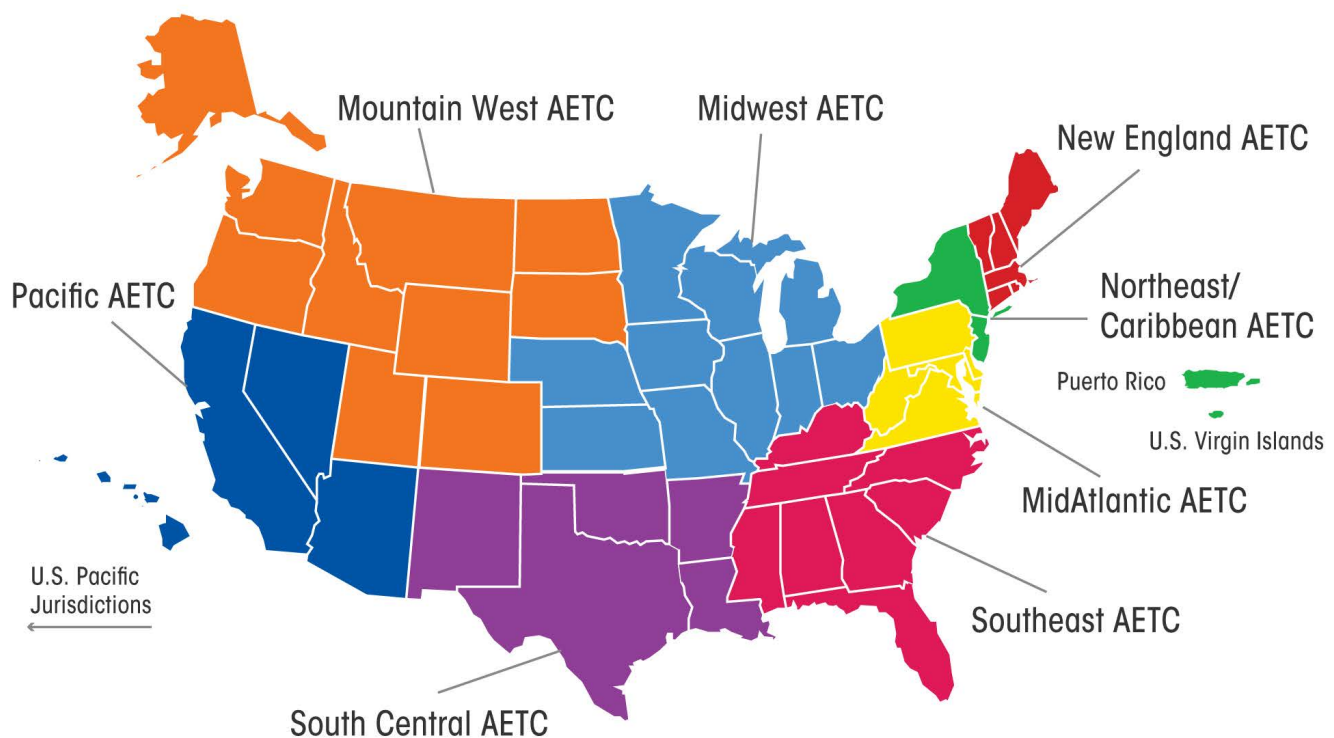 Mountain West AETC
Midwest AETC
New England AETC
Pacific AETC
Northeast/
Caribbean AETC
Puerto Rico
U.S. Virgin Islands
MidAtlantic AETC
U.S. Pacific
Jurisdictions
Southeast AETC
South Central AETC